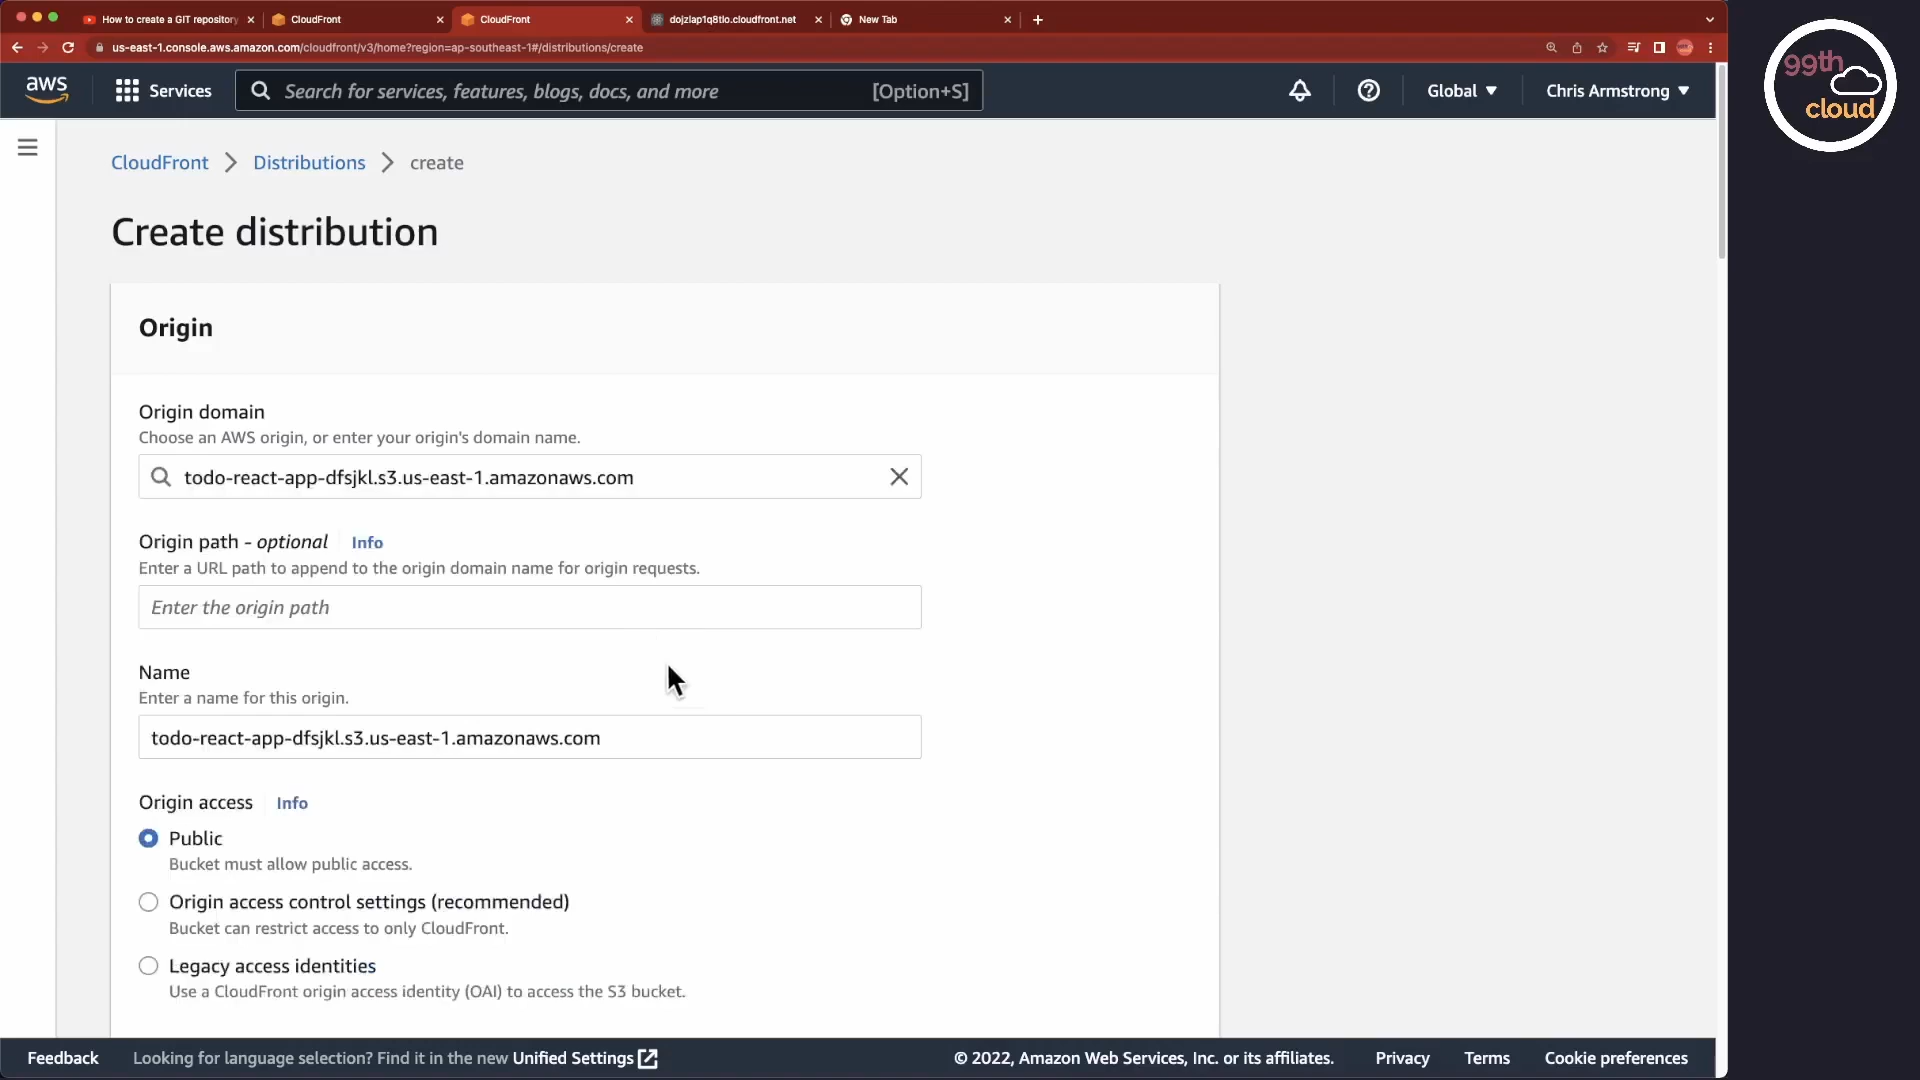 How to create a GIT repository
CloudFront
CloudFront
dojzlap1q8tlo.cloudfront.net
New Tab
us-east-1.console.aws.amazon.com/cloudfront/v3/home?region=ap-southeast-1#/distributions/create
99th
cloud
aws
Services
Search for services, features, blogs, docs, and more
[Option+S]
Global
Chris Armstrong
CloudFront
Distributions
create
Create distribution
Origin
Origin domain
Choose an AWS origin, or enter your origin's domain name.
todo-react-app-dfsjkl.s3.us-east-1.amazonaws.com
Origin path - optional
Info
Enter a URL path to append to the origin domain name for origin requests.
Enter the origin path
Name
Enter a name for this origin.
todo-react-app-dfsjkl.s3.us-east-1.amazonaws.com
Origin access
Info
Public
Bucket must allow public access.
Origin access control settings (recommended)
Bucket can restrict access to only CloudFront.
Legacy access identities
Use a CloudFront origin access identity (OAI) to access the S3 bucket.
Feedback
Looking for language selection? Find it in the new Unified Settings
© 2022, Amazon Web Services, Inc. or its affiliates.
Privacy
Terms
Cookie preferences